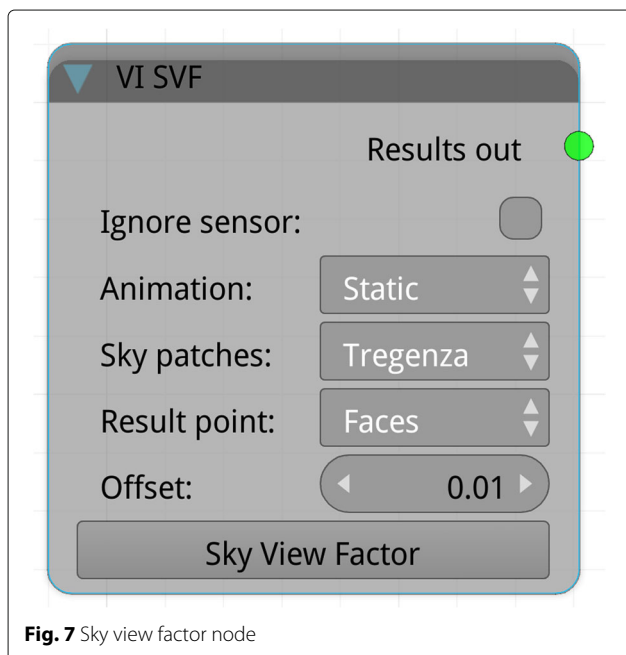 VI SVF
Results out
Ignore sensor:
Animation: Static
Sky patches: Tregenza
Result point: Faces
Offset: 0.01
Sky View Factor
Fig. 7 Sky view factor node